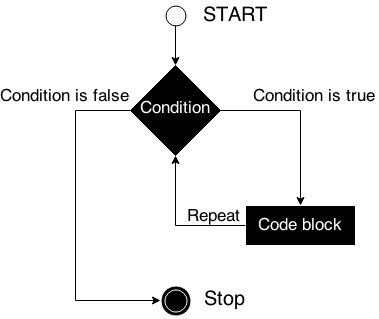 START
Condition is false
Condition
Condition is true
Repeat
Code block
Stop